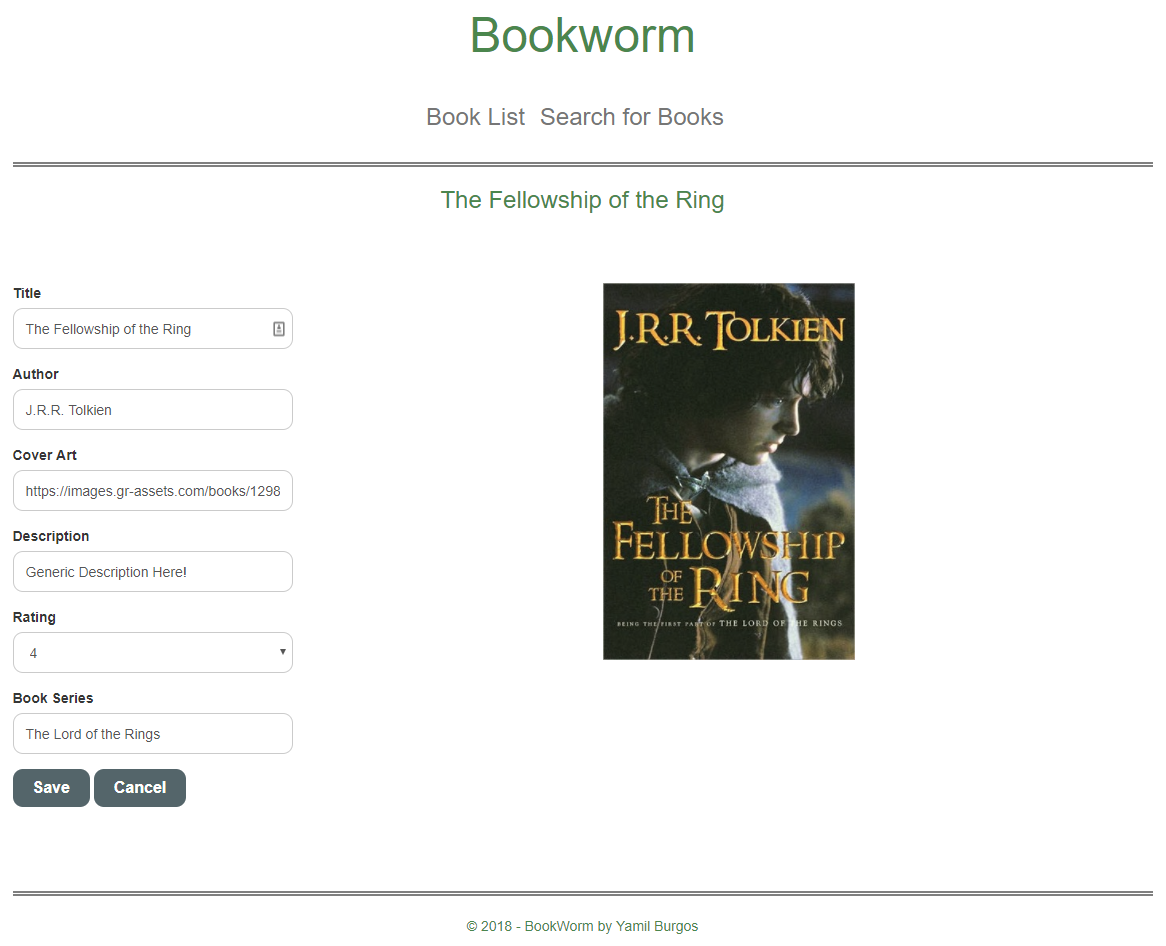 Bookworm
Book List Search for Books
The Fellowship of the Ring
Title
The Fellowship of the Ring
Author
J.R.R. Tolkien
Cover Art
https://images.gr-assets.com/books/1298
Description
Generic Description Here!
Rating
4
Book Series
The Lord of the Rings
Save Cancel
J.R.R. TOLKIEN
THE
FELLOWSHIP
OF
THE RING
BEING THE FIRST PART OF THE LORD OF THE RINGS
© 2018 - BookWorm by Yamil Burgos